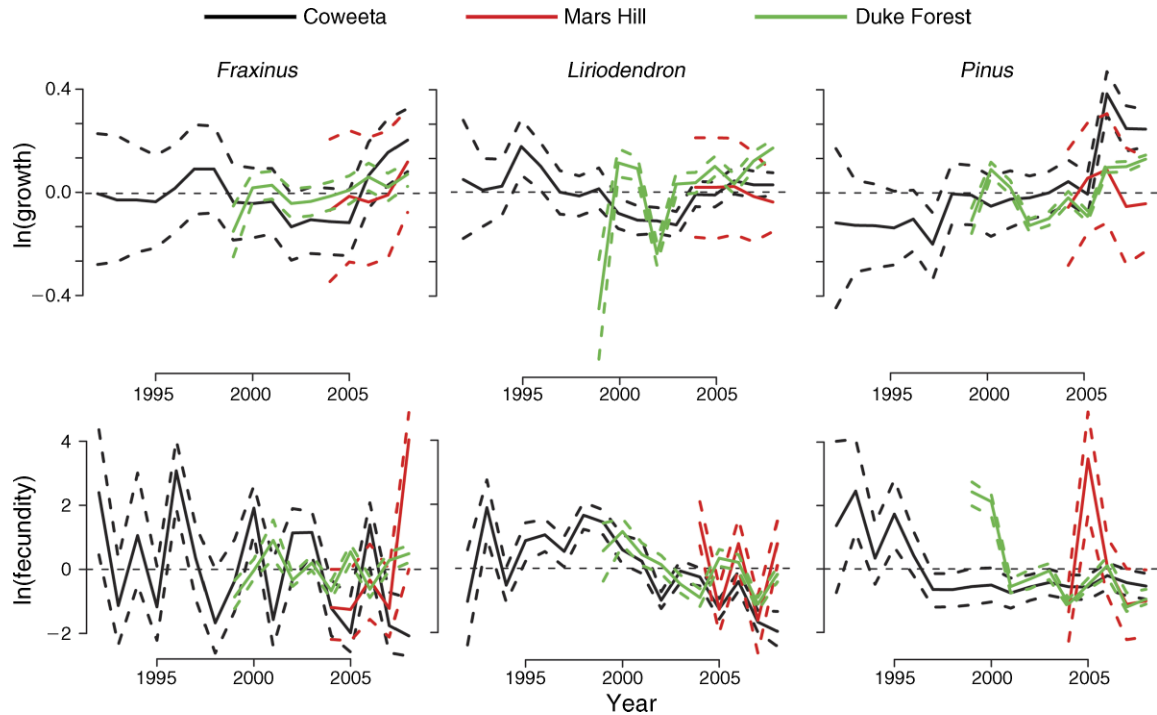 Coweeta Mars Hill Duke Forest
Fraxinus Liriodendron Pinus
ln(growth)
0.4
0.0
−0.4
1995 2000 2005 1995 2000 2005 1995 2000 2005
ln(fecundity)
4
2
0
−2
1995 2000 2005 1995 2000 2005 1995 2000 2005
Year